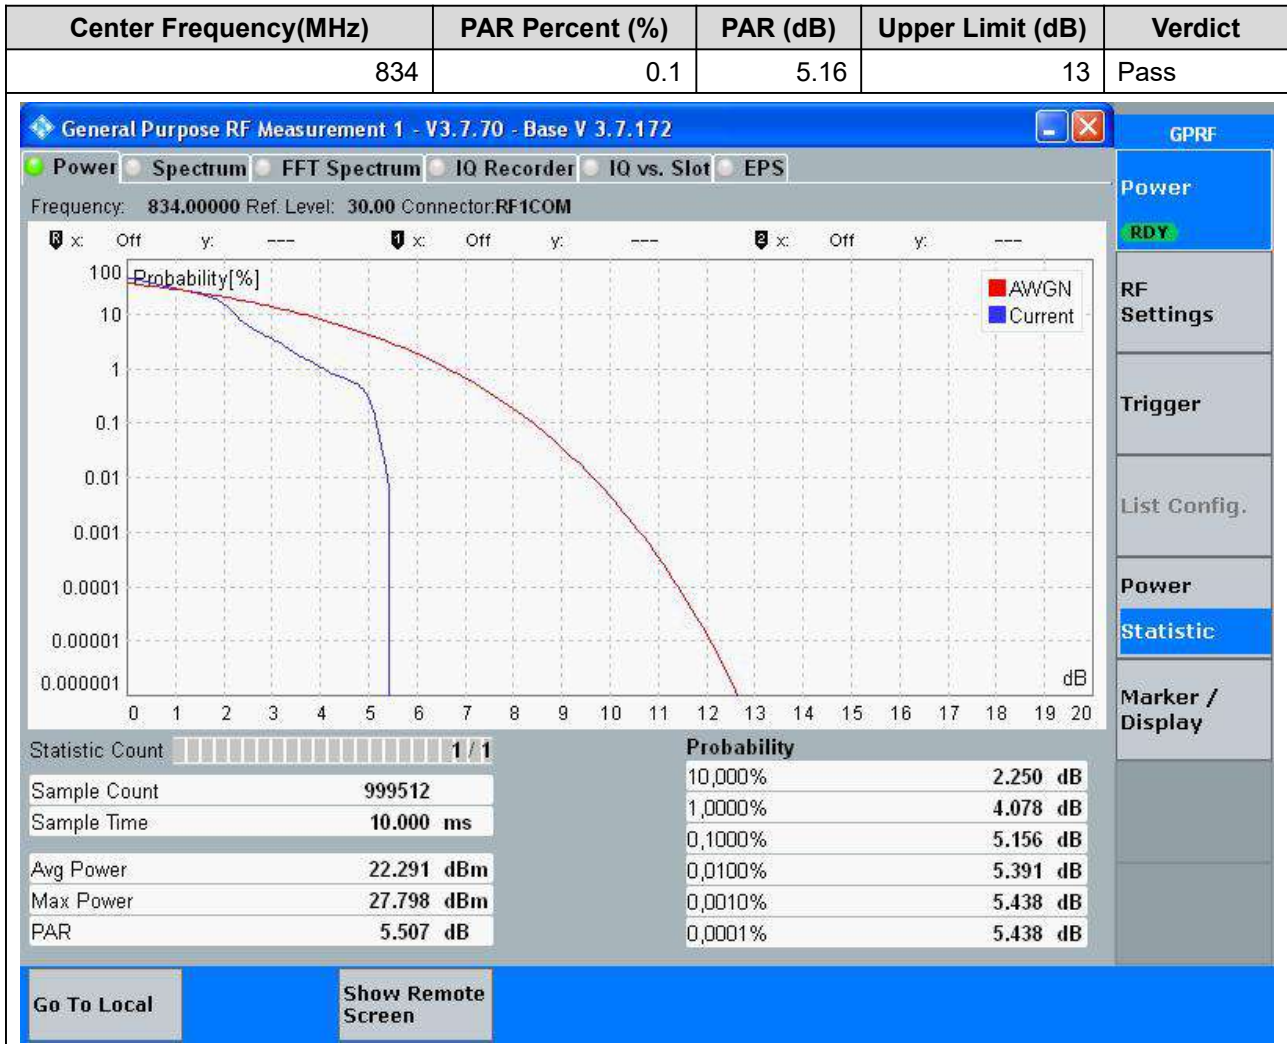 Center Frequency(MHz) PAR Percent (%) PAR (dB) Upper Limit (dB) Verdict
834 0.1 5.16 13 Pass
General Purpose RF Measurement 1 - V3.7.70 - Base V 3.7.172
GPRF
Power Spectrum FFT Spectrum IQ Recorder IQ vs. Slot EPS
Frequency: 834.00000 Ref. Level: 30.00 Connector:RF1COM
Power
RDY
R x: Off y: --- 1 x: Off y: --- 2 x: Off y: ---
Probability[%]
AWGN
Current
100
10
1
0.1
0.01
0.001
0.0001
0.00001
0.000001
dB
0 1 2 3 4 5 6 7 8 9 10 11 12 13 14 15 16 17 18 19 20
RF
Settings
Trigger
List Config.
Power
Statistic
Marker /
Display
Statistic Count 1 / 1
Sample Count 999512
Sample Time 10.000 ms
Avg Power 22.291 dBm
Max Power 27.798 dBm
PAR 5.507 dB
Probability
10,000% 2.250 dB
1,0000% 4.078 dB
0,1000% 5.156 dB
0,0100% 5.391 dB
0,0010% 5.438 dB
0,0001% 5.438 dB
Go To Local
Show Remote
Screen